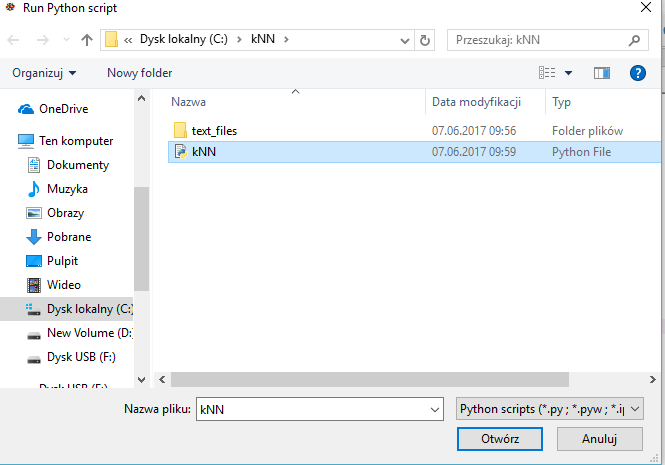 Run Python script
« Dysk lokalny (C:) › kNN ›
Przeszukaj: kNN
Organizuj
New folder
OneDrive
Ten komputer
Dokumenty
Muzyka
Obrazy
Pobrane
Pulpit
Wideo
Dysk lokalny (C:)
New Volume (D:
Dysk USB (F:)
Dysk USB (F:)
Nazwa Data modyfikacji Typ
text_files 07.06.2017 09:56 Folder plików
kNN 07.06.2017 09:59 Python File
Nazwa pliku: kNN
Python scripts (*.py ; *.pyw ; *.ip
Otwórz Anuluj